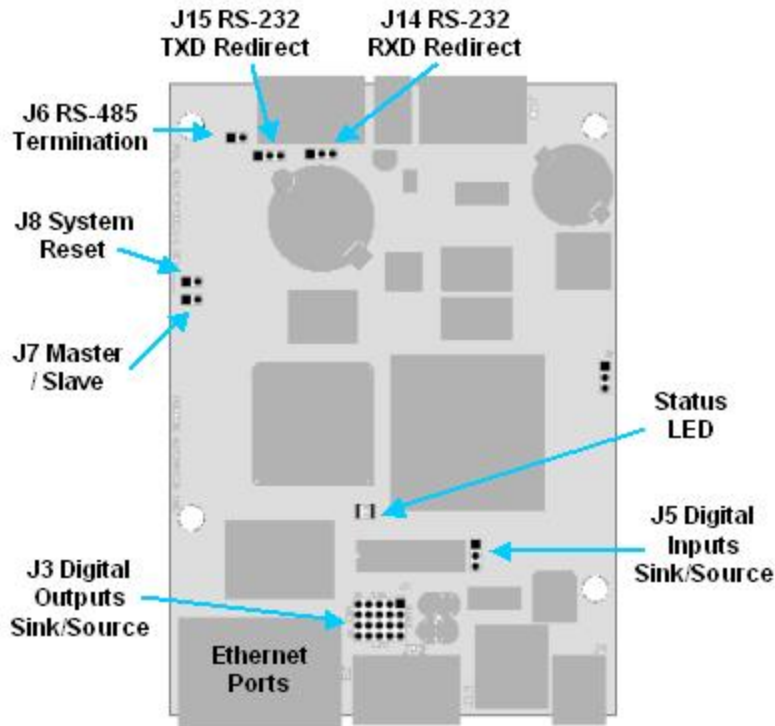 J15 RS-232
TXD Redirect
J14 RS-232
RXD Redirect
J6 RS-485
Termination
J8 System
Reset
J7 Master
/ Slave
Status
LED
J5 Digital
Inputs
Sink/Source
J3 Digital
Outputs
Sink/Source
Ethernet
Ports